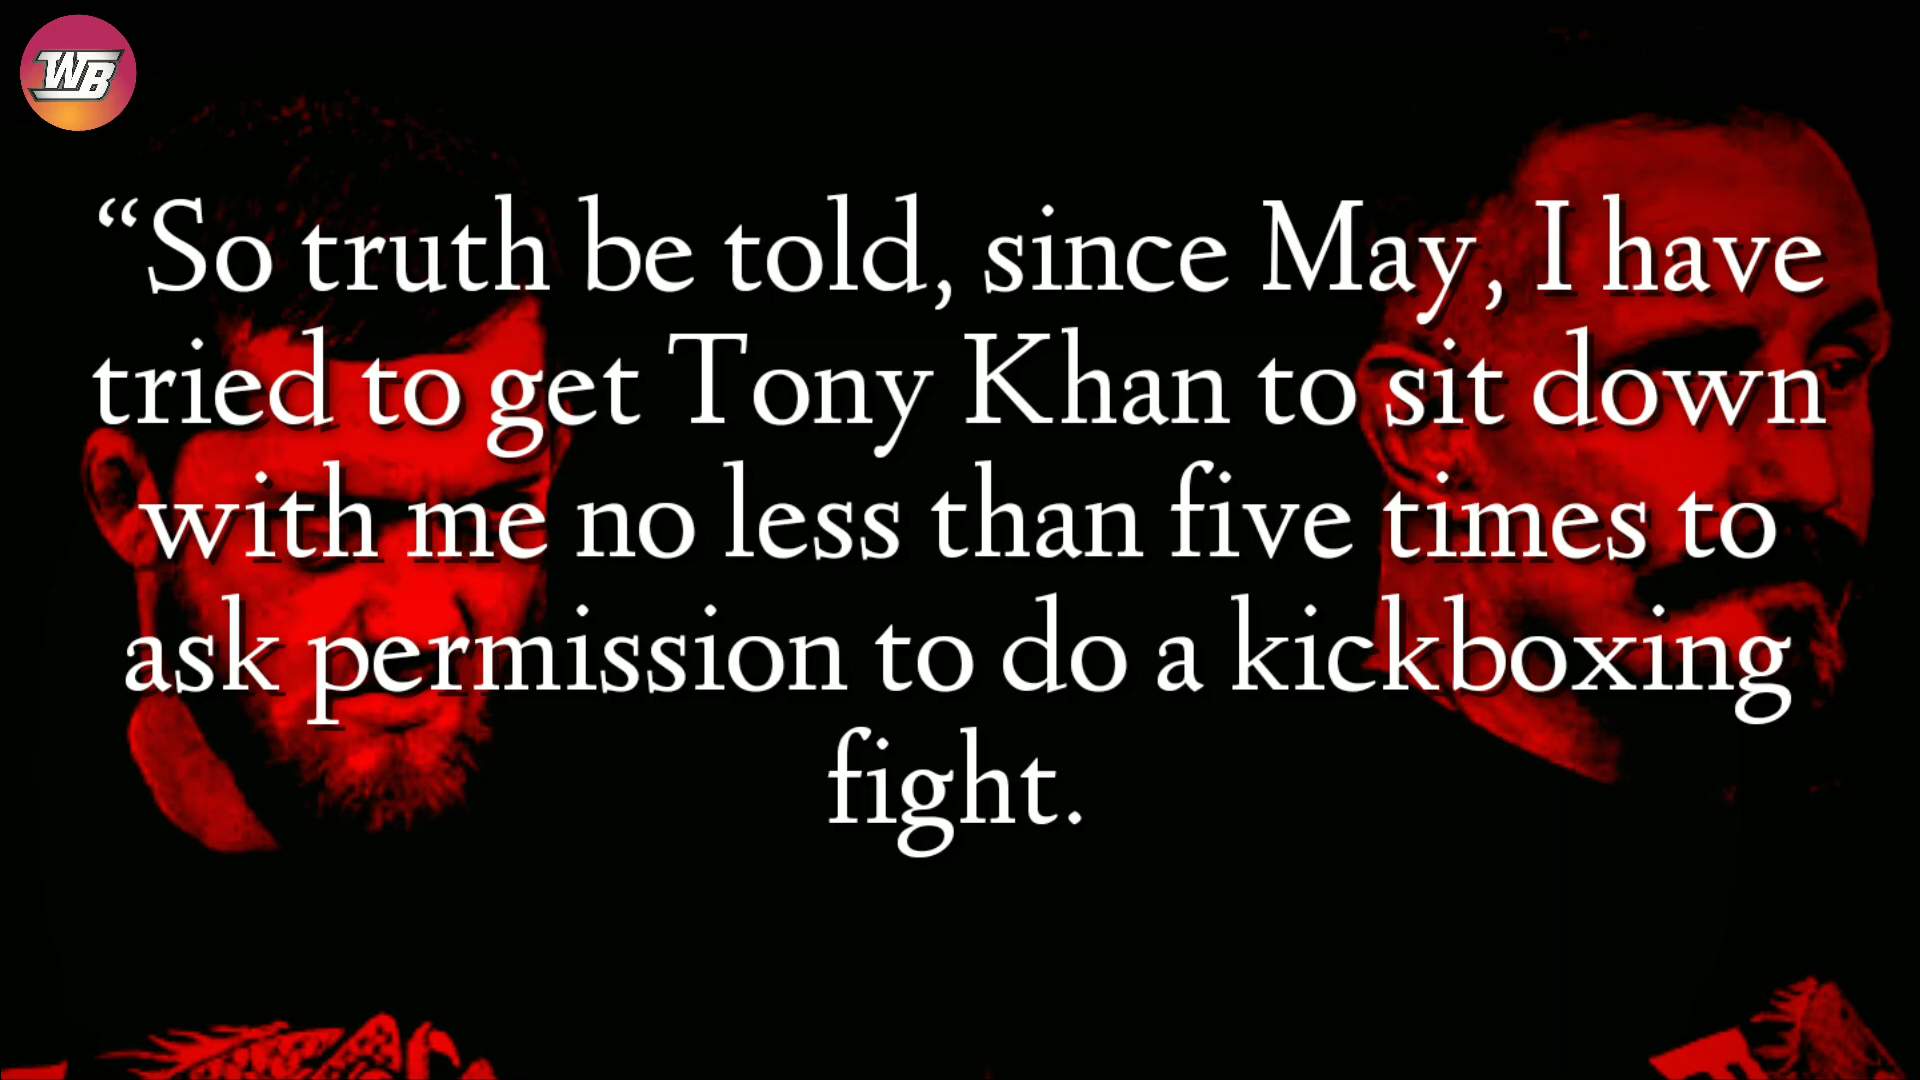 WB
“So truth be told, since May, I have
tried to get Tony Khan to sit down
with me no less than five times to
ask permission to do a kickboxing
fight.